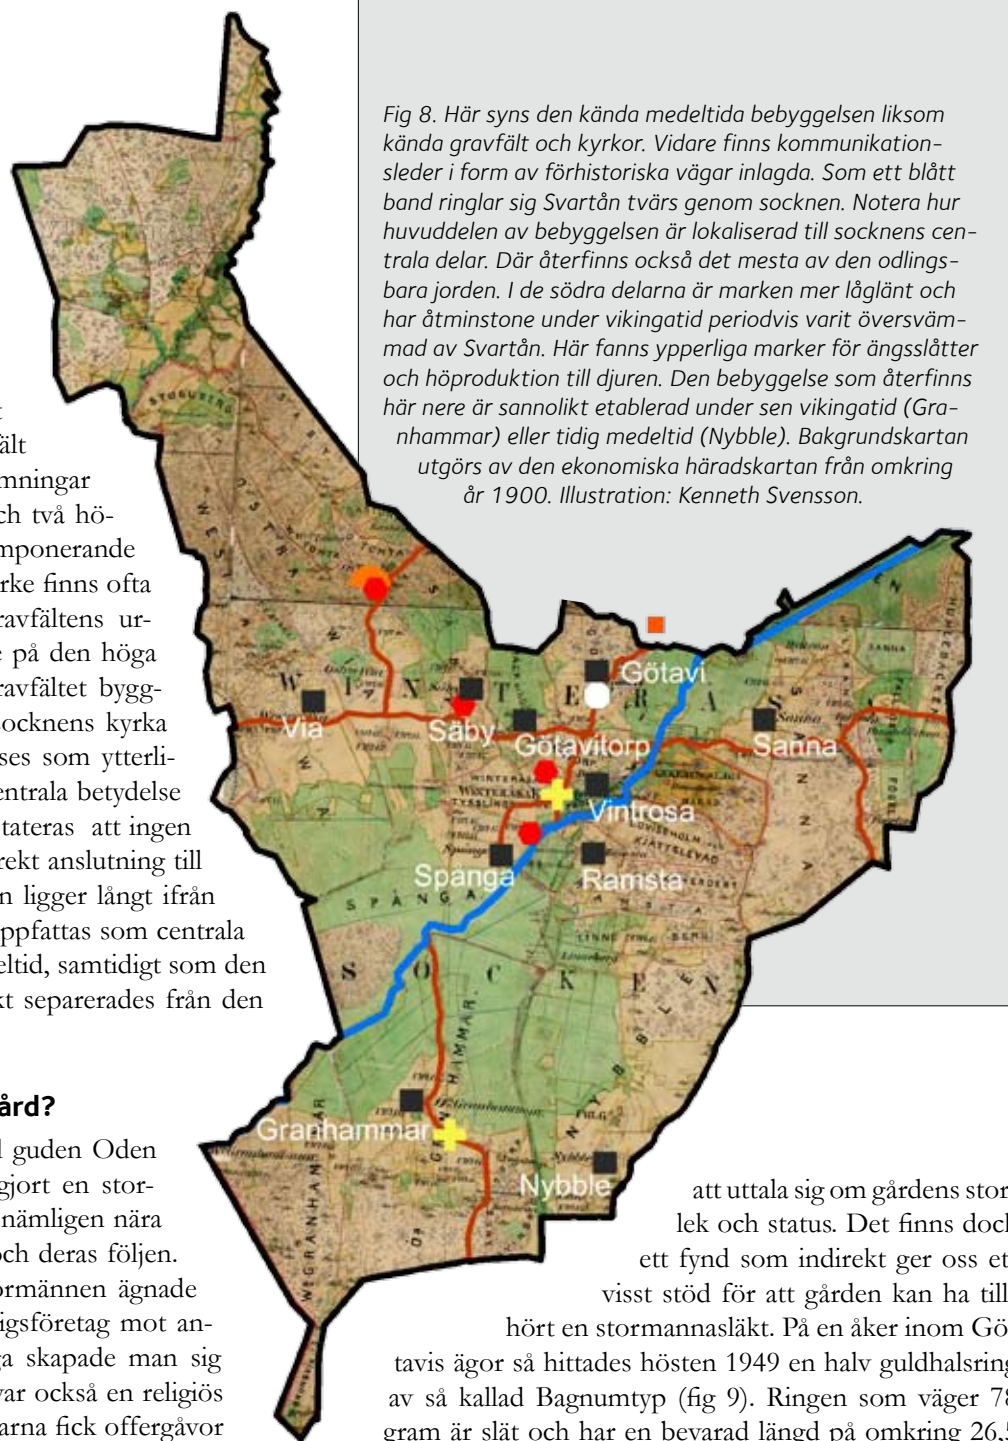 Fig 8. Här syns den kända medeltida bebyggelsen liksom
kända gravfält och kyrkor. Vidare finns kommunikation-
sleder i form av förhistoriska vägar inlagda. Som ett blått
band ringlar sig Svartån tvärs genom socknen. Notera hur
huvuddelen av bebyggelsen är lokaliserad till socknens cen-
trala delar. Där återfinns också det mesta av den odlings-
bara jorden. I de södra delarna är marken mer låglänt och
har åtminstone under vikingatid periodvis varit översväm-
mad av Svartån. Här fanns ypperliga marker för ängsslåtter
och höproduktion till djuren. Den bebyggelse som återfinns
här nere är sannolikt etablerad under sen vikingatid (Gra-
nhammar) eller tidig medeltid (Nybble). Bakgrundskartan
utgörs av den ekonomiska häradskartan från omkring
år 1900. Illustration: Kenneth Svensson.
fält
mningar
ch två hö-
mponerande
rke finns ofta
ravfältens ur-
e på den höga
ravfältet bygg-
socknens kyrka
ses som ytterli-
entrala betydelse
tateras att ingen
rekt anslutning till
n ligger långt ifrån
ppfattas som centrala
eltid, samtidigt som den
kt separerades från den
ård?
l guden Oden
gjort en stor-
nämligen nära
och deras följen.
ormännen ägnade
igsföretag mot an-
ga skapade man sig
var också en religiös
arna fick offergåvor
STOBUBERG
WINTERÅSA
Götavi
Via
Säby
Götavitorp
Sanna
Vintrosa
Spånga
Ramsta
SPÅNGA
SOCKEN
Granhammar
Nybble
att uttala sig om gårdens stor-
lek och status. Det finns dock
ett fynd som indirekt ger oss et
visst stöd för att gården kan ha till
hört en stormannasläkt. På en åker inom Gö-
tavis ägor så hittades hösten 1949 en halv guldhalsring
av så kallad Bagnumtyp (fig 9). Ringen som väger 78
gram är slät och har en bevarad längd på omkring 26,5